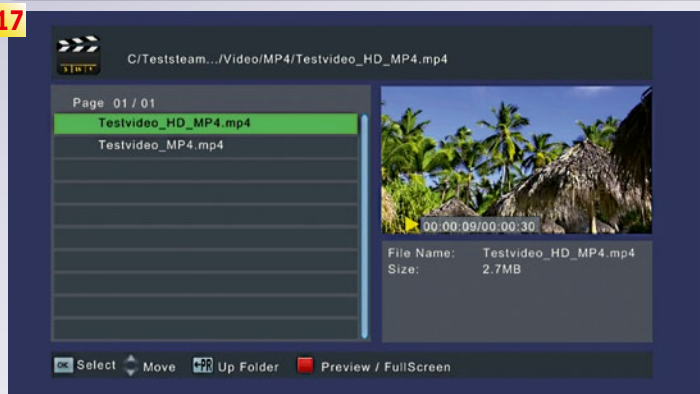 17
C/Teststeam.../Video/MP4/Testvideo_HD_MP4.mp4
Page 01 / 01
Testvideo_HD_MP4.mp4
Testvideo_MP4.mp4
00:00:09/00:00:30
File Name: Testvideo_HD_MP4.mp4
Size: 2.7MB
OK Select Move PR Up Folder Preview / FullScreen